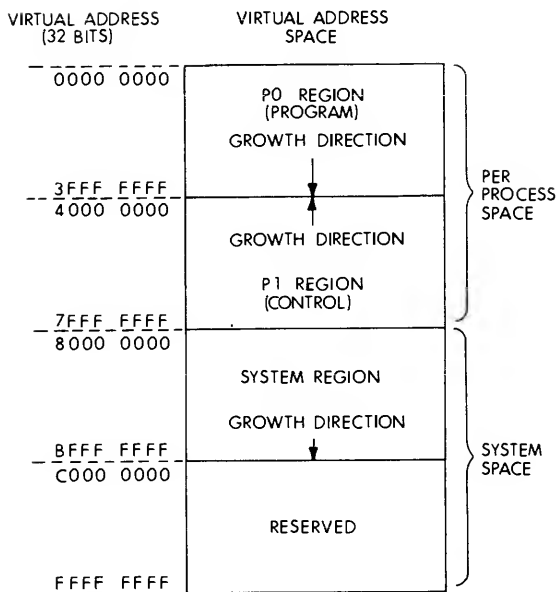 VIRTUAL ADDRESS
(32 BITS)
VIRTUAL ADDRESS
SPACE
0000 0000
P0 REGION
(PROGRAM)
GROWTH DIRECTION
3FFF FFFF
4000 0000
GROWTH DIRECTION
P1 REGION
(CONTROL)
7FFF FFFF
PER
PROCESS
SPACE
8000 0000
SYSTEM REGION
GROWTH DIRECTION
BFFF FFFF
C000 0000
RESERVED
FFFF FFFF
SYSTEM
SPACE